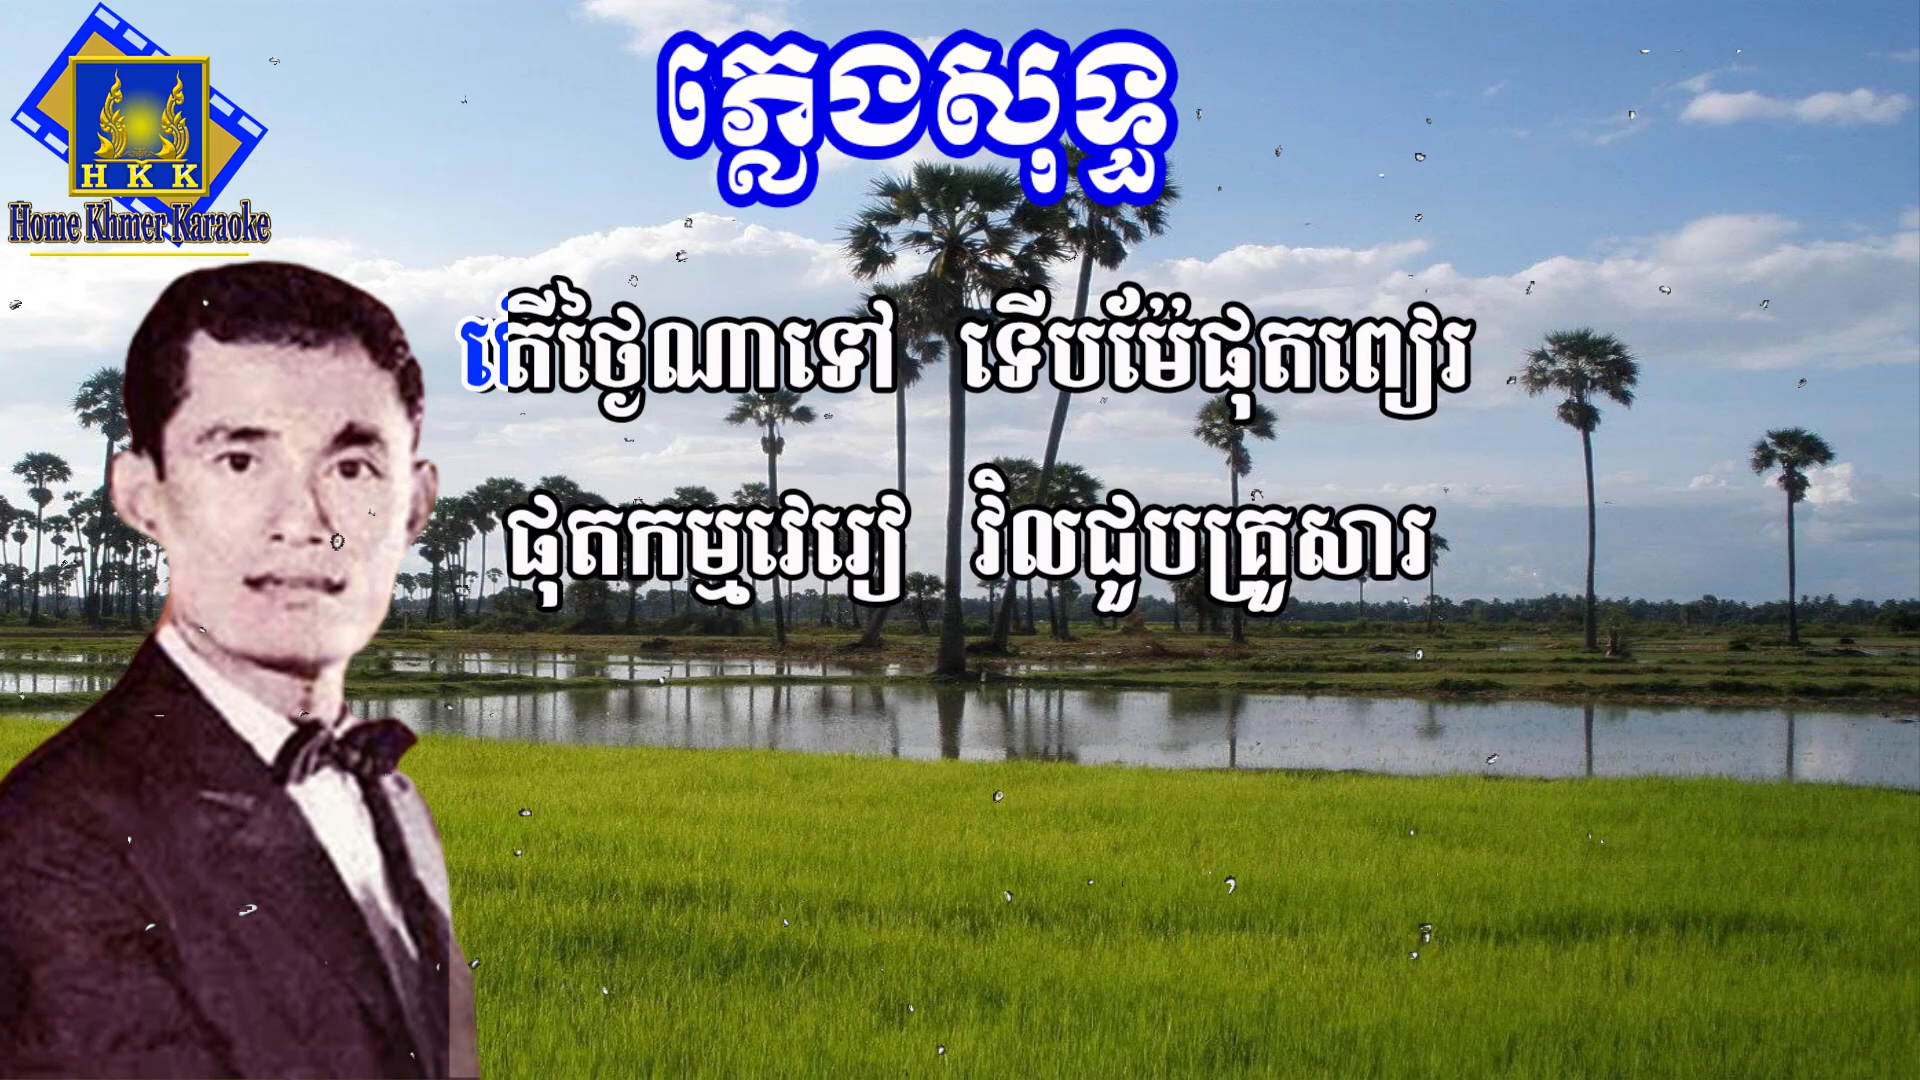 ភ្លេងសុទ្ធ
H K K
Home Khmer Karaoke
តើថ្ងៃណាទៅ ទើបម៉ែផុតព្យៀរ
ផុតកម្មវេរៀ វិលជួបគ្រួសារ